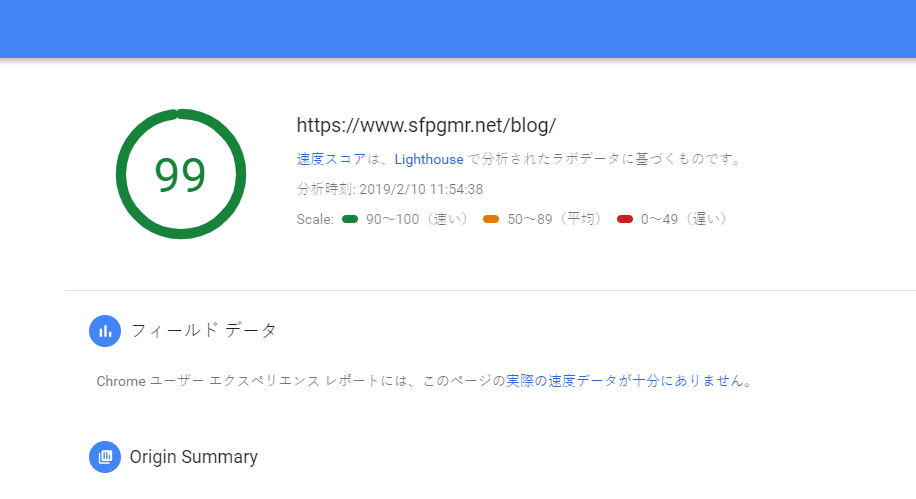 99
https://www.sfpgmr.net/blog/
速度スコアは、Lighthouse で分析されたラボデータに基づくものです。
分析時刻: 2019/2/10 11:54:38
Scale: 90～100（速い） 50～89（平均） 0～49（遅い）
フィールド データ
Chrome ユーザー エクスペリエンス レポートには、このページの実際の速度データが十分にありません。
Origin Summary